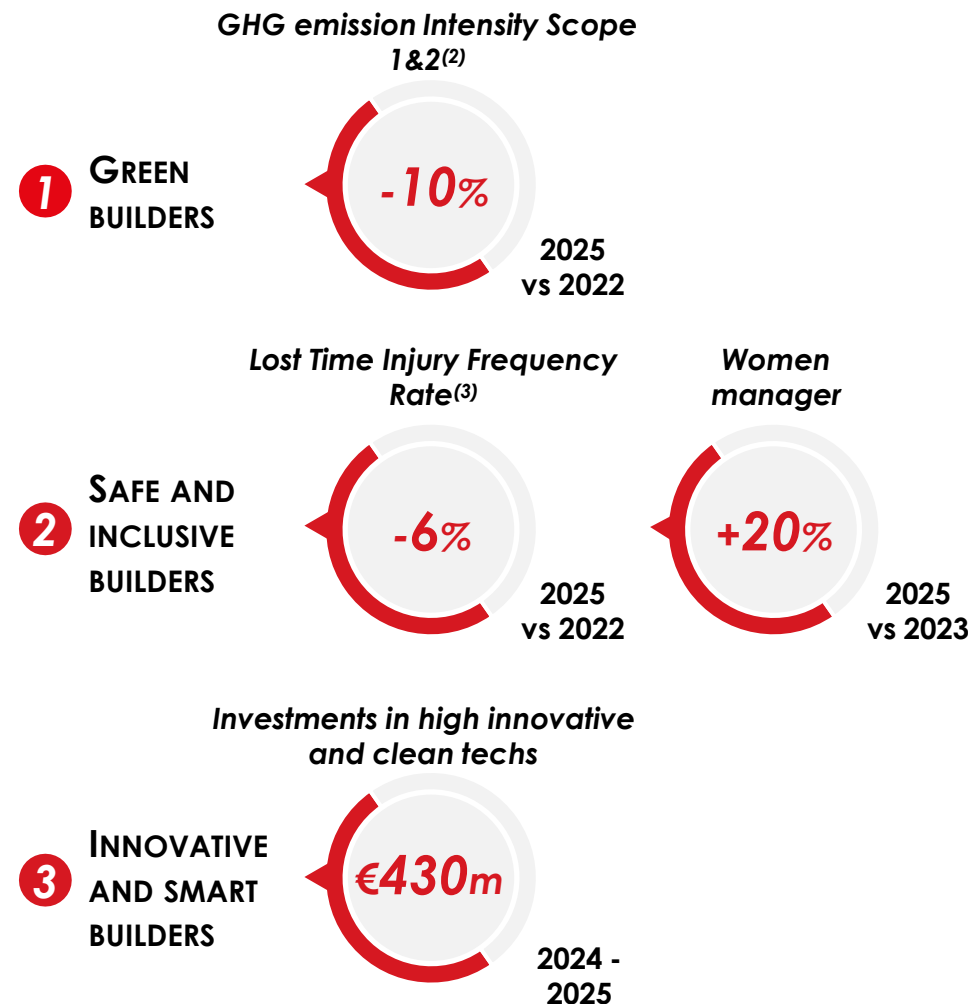 GHG emission Intensity Scope
1&2(2)
1
GREEN
BUILDERS
-10%
2025
vs 2022
Lost Time Injury Frequency
Rate(3)
Women
manager
2
SAFE AND
INCLUSIVE
BUILDERS
-6%
2025
vs 2022
+20%
2025
vs 2023
Investments in high innovative
and clean techs
3
INNOVATIVE
AND SMART
BUILDERS
€430m
2024 -
2025